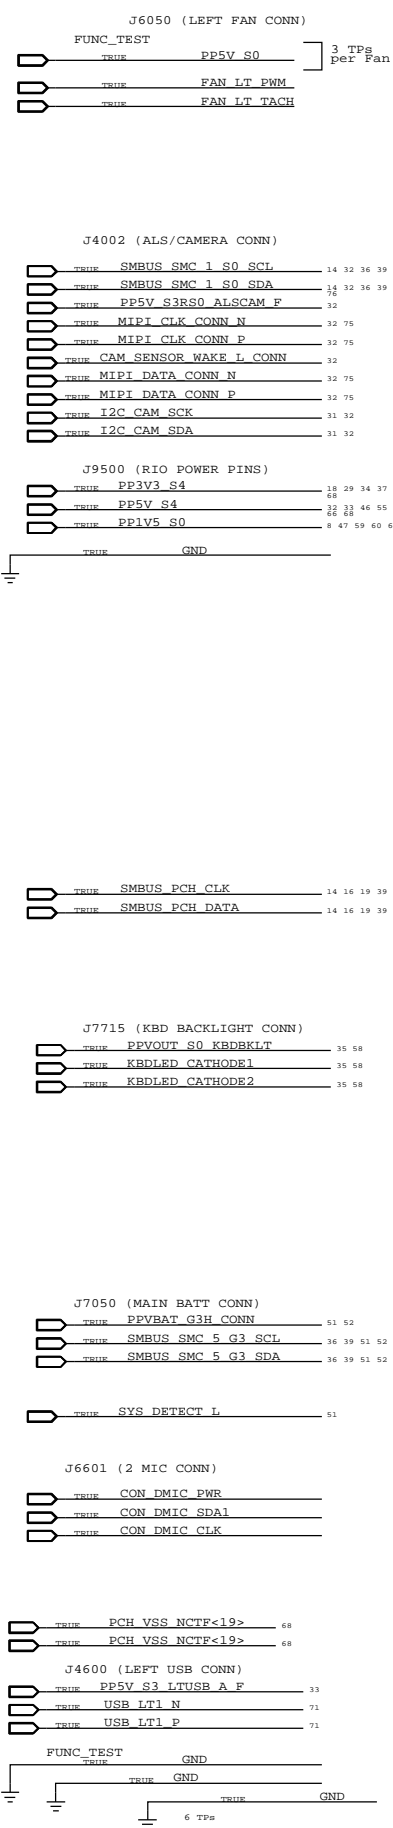 J6050 (LEFT FAN CONN)
FUNC_TEST
TRUE PP5V_S0
3 TPs
per Fan
TRUE FAN_LT_PWM
TRUE FAN_LT_TACH
J4002 (ALS/CAMERA CONN)
TRUE SMBUS_SMC_1_S0_SCL 14 32 36 39
TRUE SMBUS_SMC_1_S0_SDA 14 32 36 39
76
TRUE PP5V_S3RS0_ALSCAM_F 32
TRUE MIPI_CLK_CONN_N 32 75
TRUE MIPI_CLK_CONN_P 32 75
TRUE CAM_SENSOR_WAKE_L_CONN 32
TRUE MIPI_DATA_CONN_N 32 75
TRUE MIPI_DATA_CONN_P 32 75
TRUE I2C_CAM_SCK 31 32
TRUE I2C_CAM_SDA 31 32
J9500 (RIO POWER PINS)
TRUE PP3V3_S4 18 29 34 37
68
TRUE PP5V_S4 32 33 46 55
66 68
TRUE PP1V5_S0 8 47 59 60 6
TRUE GND
TRUE SMBUS_PCH_CLK 14 16 19 39
TRUE SMBUS_PCH_DATA 14 16 19 39
J7715 (KBD BACKLIGHT CONN)
TRUE PPVOUT_S0_KBDBKLT 35 58
TRUE KBDLED_CATHODE1 35 58
TRUE KBDLED_CATHODE2 35 58
J7050 (MAIN BATT CONN)
TRUE PPVBAT_G3H_CONN 51 52
TRUE SMBUS_SMC_5_G3_SCL 36 39 51 52
TRUE SMBUS_SMC_5_G3_SDA 36 39 51 52
TRUE SYS_DETECT_L 51
J6601 (2 MIC CONN)
TRUE CON_DMIC_PWR
TRUE CON_DMIC_SDA1
TRUE CON_DMIC_CLK
TRUE PCH_VSS_NCTF<19> 68
TRUE PCH_VSS_NCTF<19> 68
J4600 (LEFT USB CONN)
TRUE PP5V_S3_LTUSB_A_F 33
TRUE USB_LT1_N 71
TRUE USB_LT1_P 71
FUNC_TEST
TRUE GND
TRUE GND
TRUE GND
6 TPs